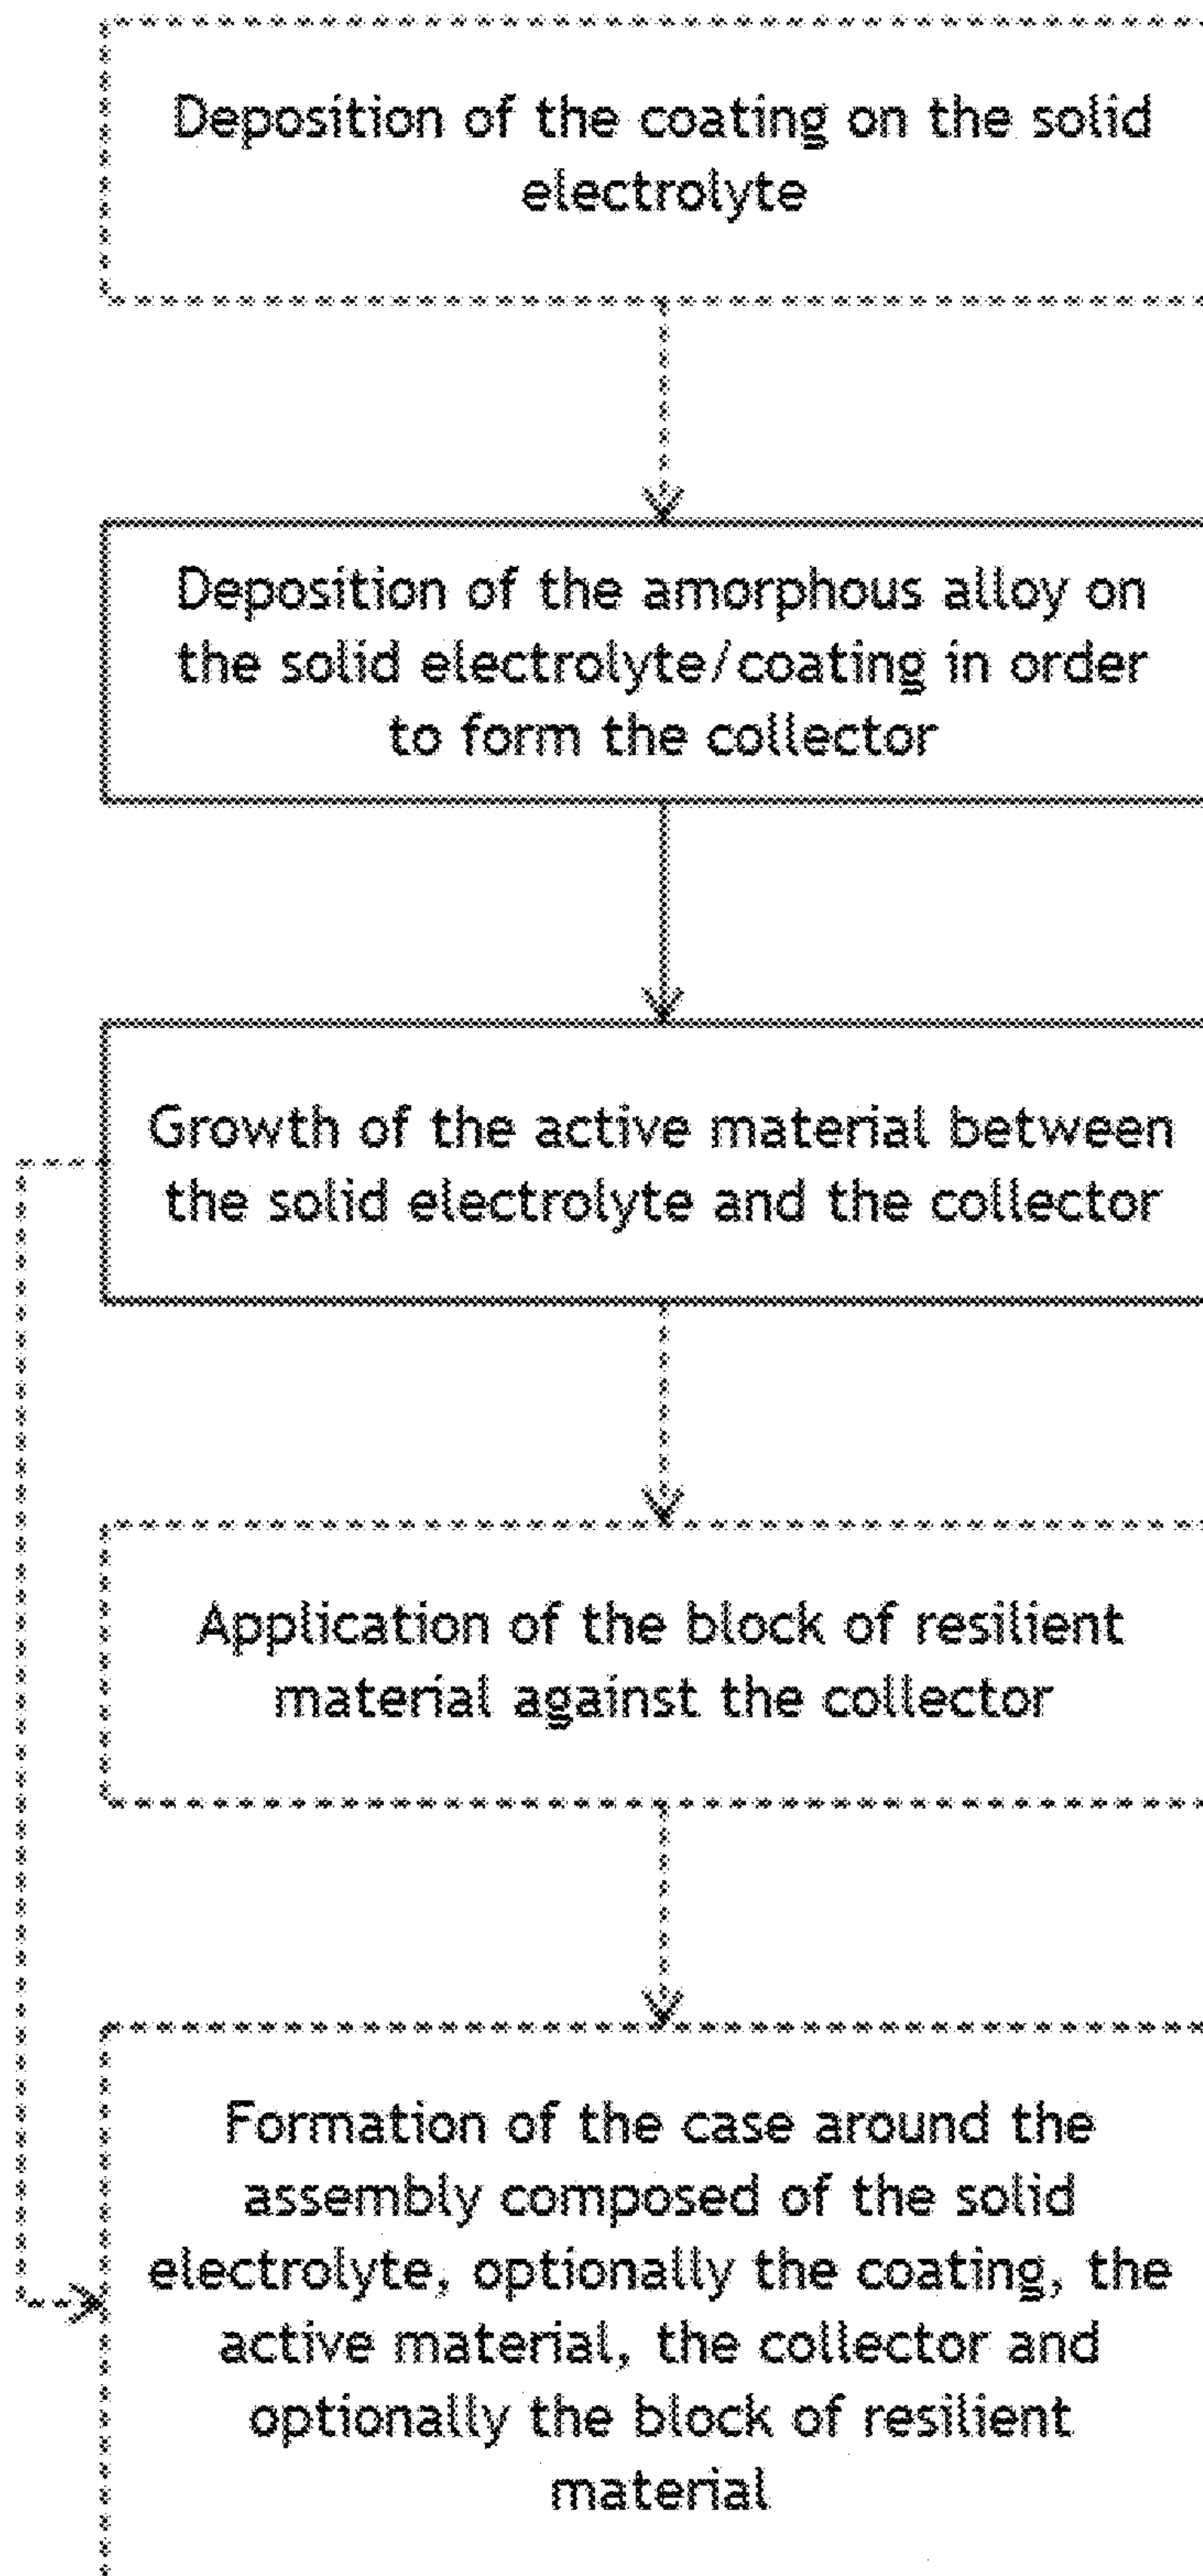 Deposition of the coating on the solid
electrolyte
Deposition of the amorphous alloy on
the solid electrolyte/coating in order
to form the collector
Growth of the active material between
the solid electrolyte and the collector
Application of the block of resilient
material against the collector
Formation of the case around the
assembly composed of the solid
electrolyte, optionally the coating, the
active material, the collector and
optionally the block of resilient
material